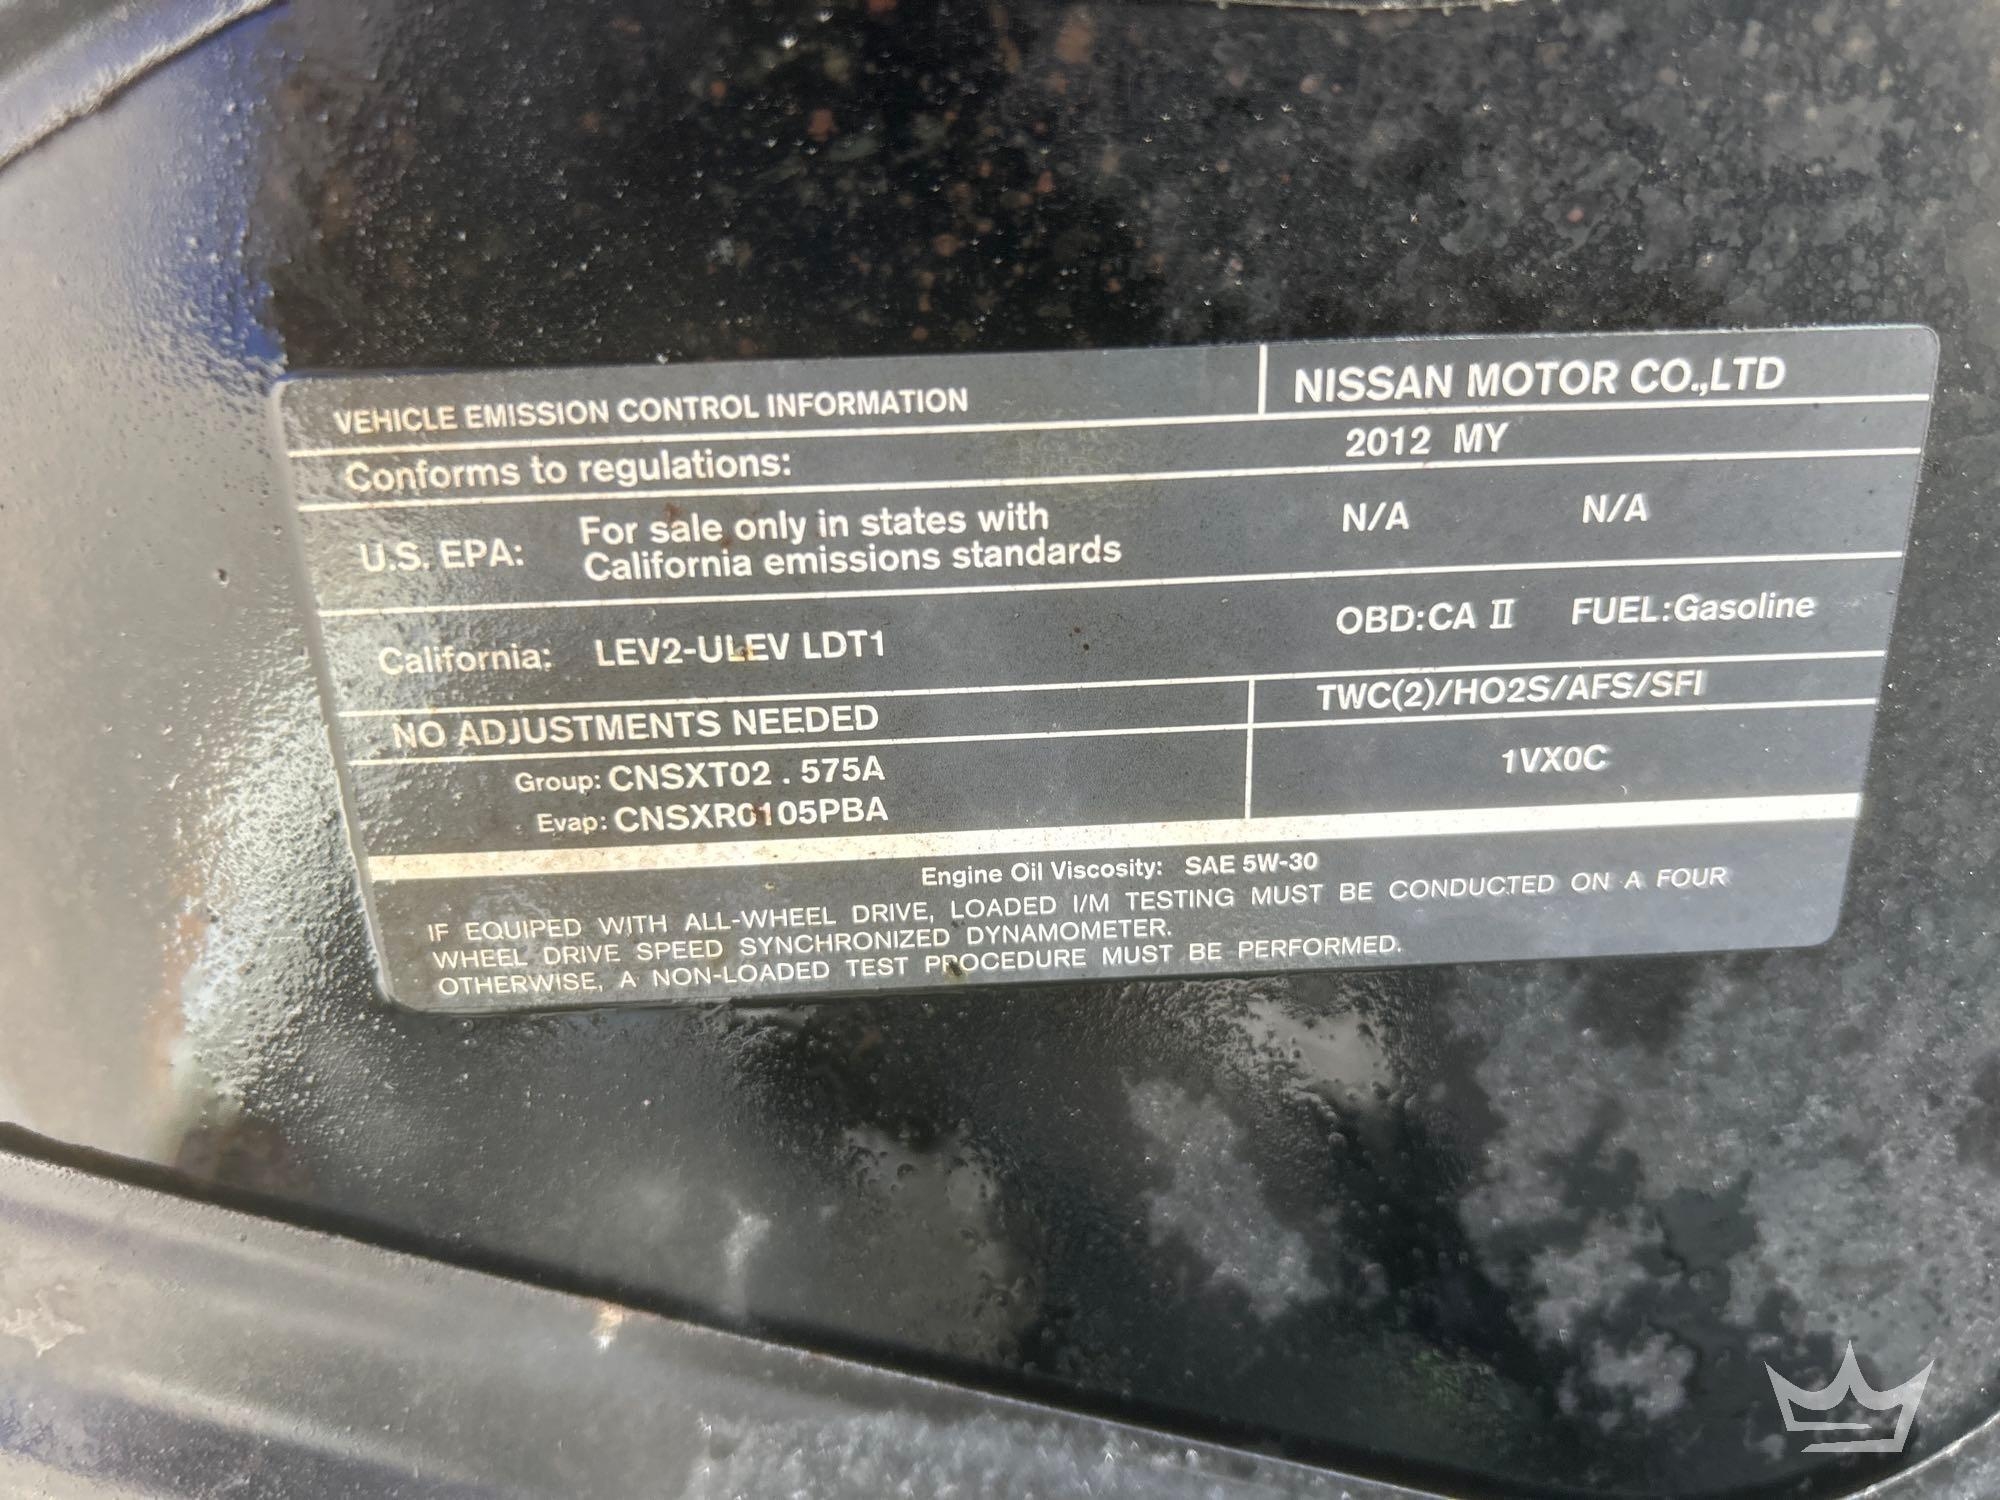 VEHICLE EMISSION CONTROL INFORMATION
NISSAN MOTOR CO.,LTD
Conforms to regulations:
2012 MY
U.S. EPA: For sale only in states with
California emissions standards
N/A N/A
California: LEV2-ULEV LDT1
OBD:CA II FUEL:Gasoline
NO ADJUSTMENTS NEEDED
TWC(2)/HO2S/AFS/SFI
Group: CNSXT02.575A
Evap: CNSXR0105PBA
1VX0C
Engine Oil Viscosity: SAE 5W-30
IF EQUIPED WITH ALL-WHEEL DRIVE, LOADED I/M TESTING MUST BE CONDUCTED ON A FOUR
WHEEL DRIVE SPEED SYNCHRONIZED DYNAMOMETER.
OTHERWISE, A NON-LOADED TEST PROCEDURE MUST BE PERFORMED.